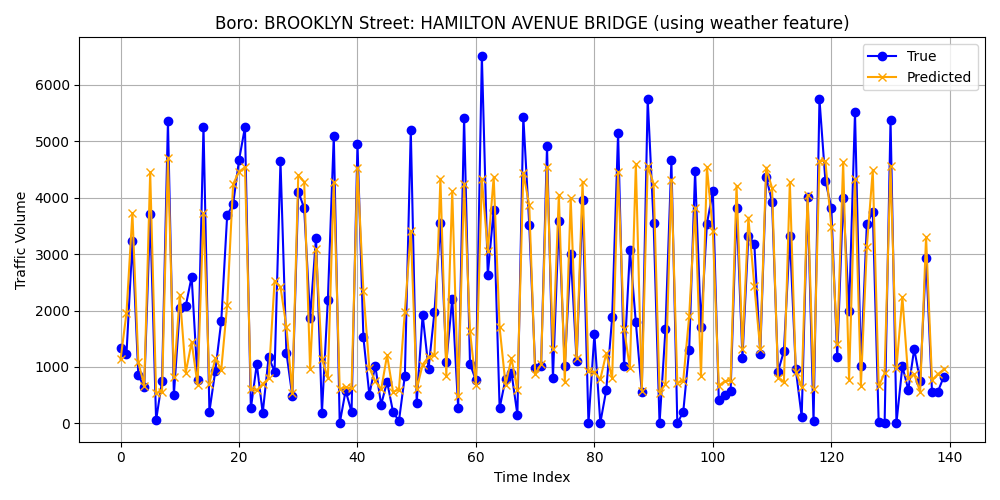 Boro: BROOKLYN Street: HAMILTON AVENUE BRIDGE (using weather feature)
True
Predicted
6000
5000
4000
3000
2000
1000
0
Traffic Volume
0 20 40 60 80 100 120 140
Time Index